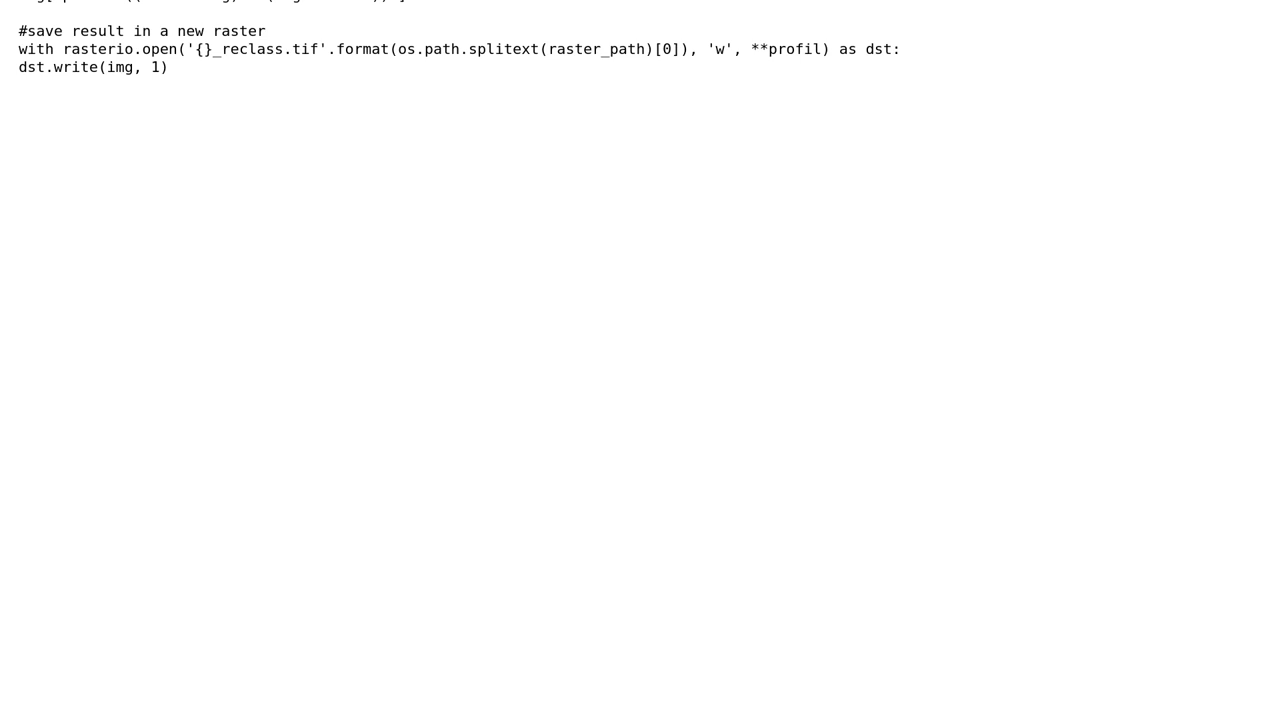 #save result in a new raster
with rasterio.open('{}_reclass.tif'.format(os.path.splitext(raster_path)[0]), 'w', **profil) as dst:
dst.write(img, 1)